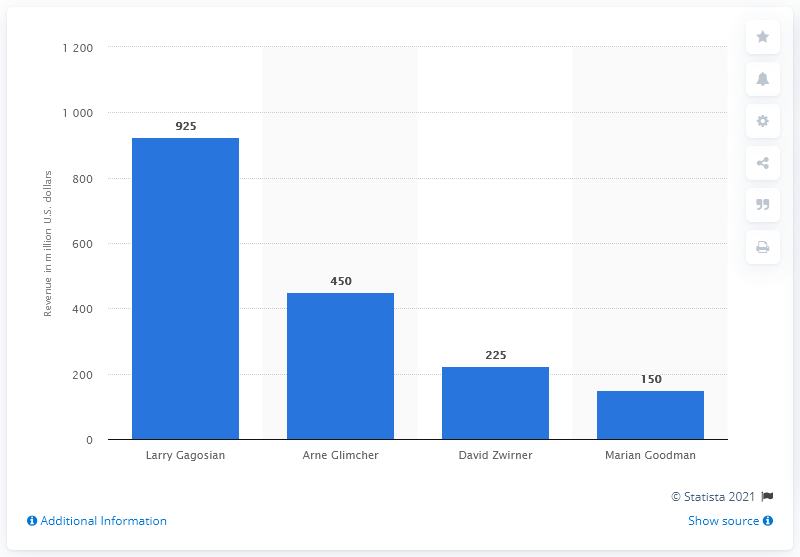 1 200
1 000
800
600
400
200
0
Revenue in million U.S. dollars
925
450
225
150
Larry Gagosian
Arne Glimcher
David Zwirner
Marian Goodman
© Statista 2021
Additional Information
Show source